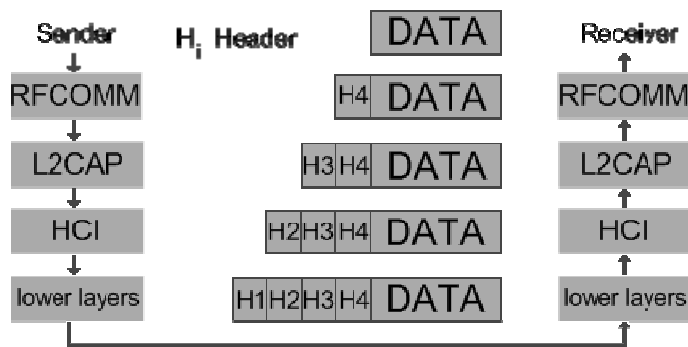 Sender H_i Header DATA Receiver
RFCOMM H4 DATA RFCOMM
L2CAP H3 H4 DATA L2CAP
HCI H2 H3 H4 DATA HCI
lower layers H1 H2 H3 H4 DATA lower layers